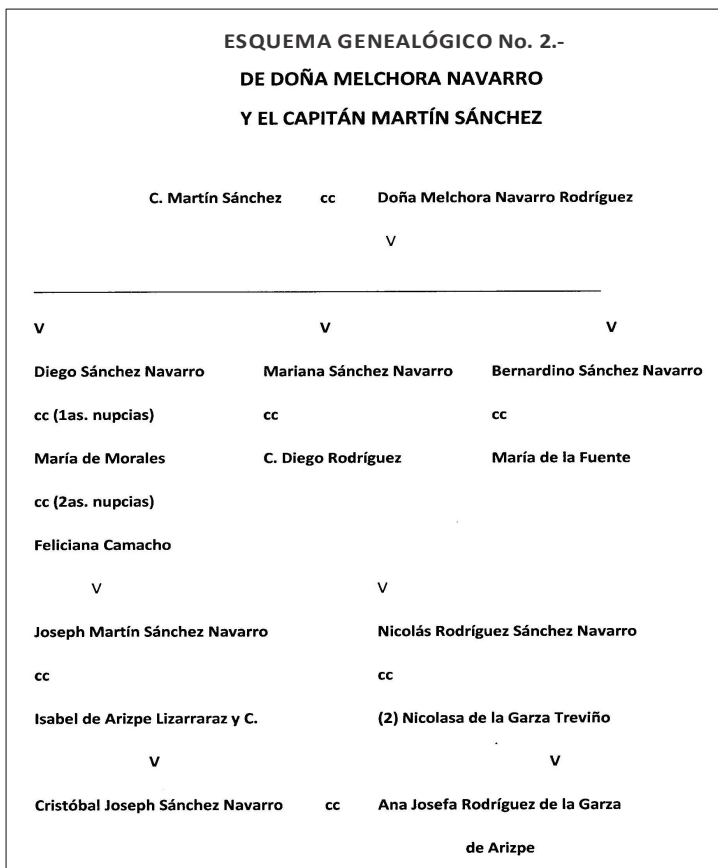 ESQUEMA GENEALÓGICO No. 2.-
DE DOÑA MELCHORA NAVARRO
Y EL CAPITÁN MARTÍN SÁNCHEZ
C. Martín Sánchez cc Doña Melchora Navarro Rodríguez
V
V V V
Diego Sánchez Navarro Mariana Sánchez Navarro Bernardino Sánchez Navarro
cc (1as. nupcias) cc cc
María de Morales C. Diego Rodríguez María de la Fuente
cc (2as. nupcias)
Feliciana Camacho
V V
Joseph Martín Sánchez Navarro Nicolás Rodríguez Sánchez Navarro
cc cc
Isabel de Arizpe Lizarraraz y C. (2) Nicolasa de la Garza Treviño
V V
Cristóbal Joseph Sánchez Navarro cc Ana Josefa Rodríguez de la Garza
de Arizpe